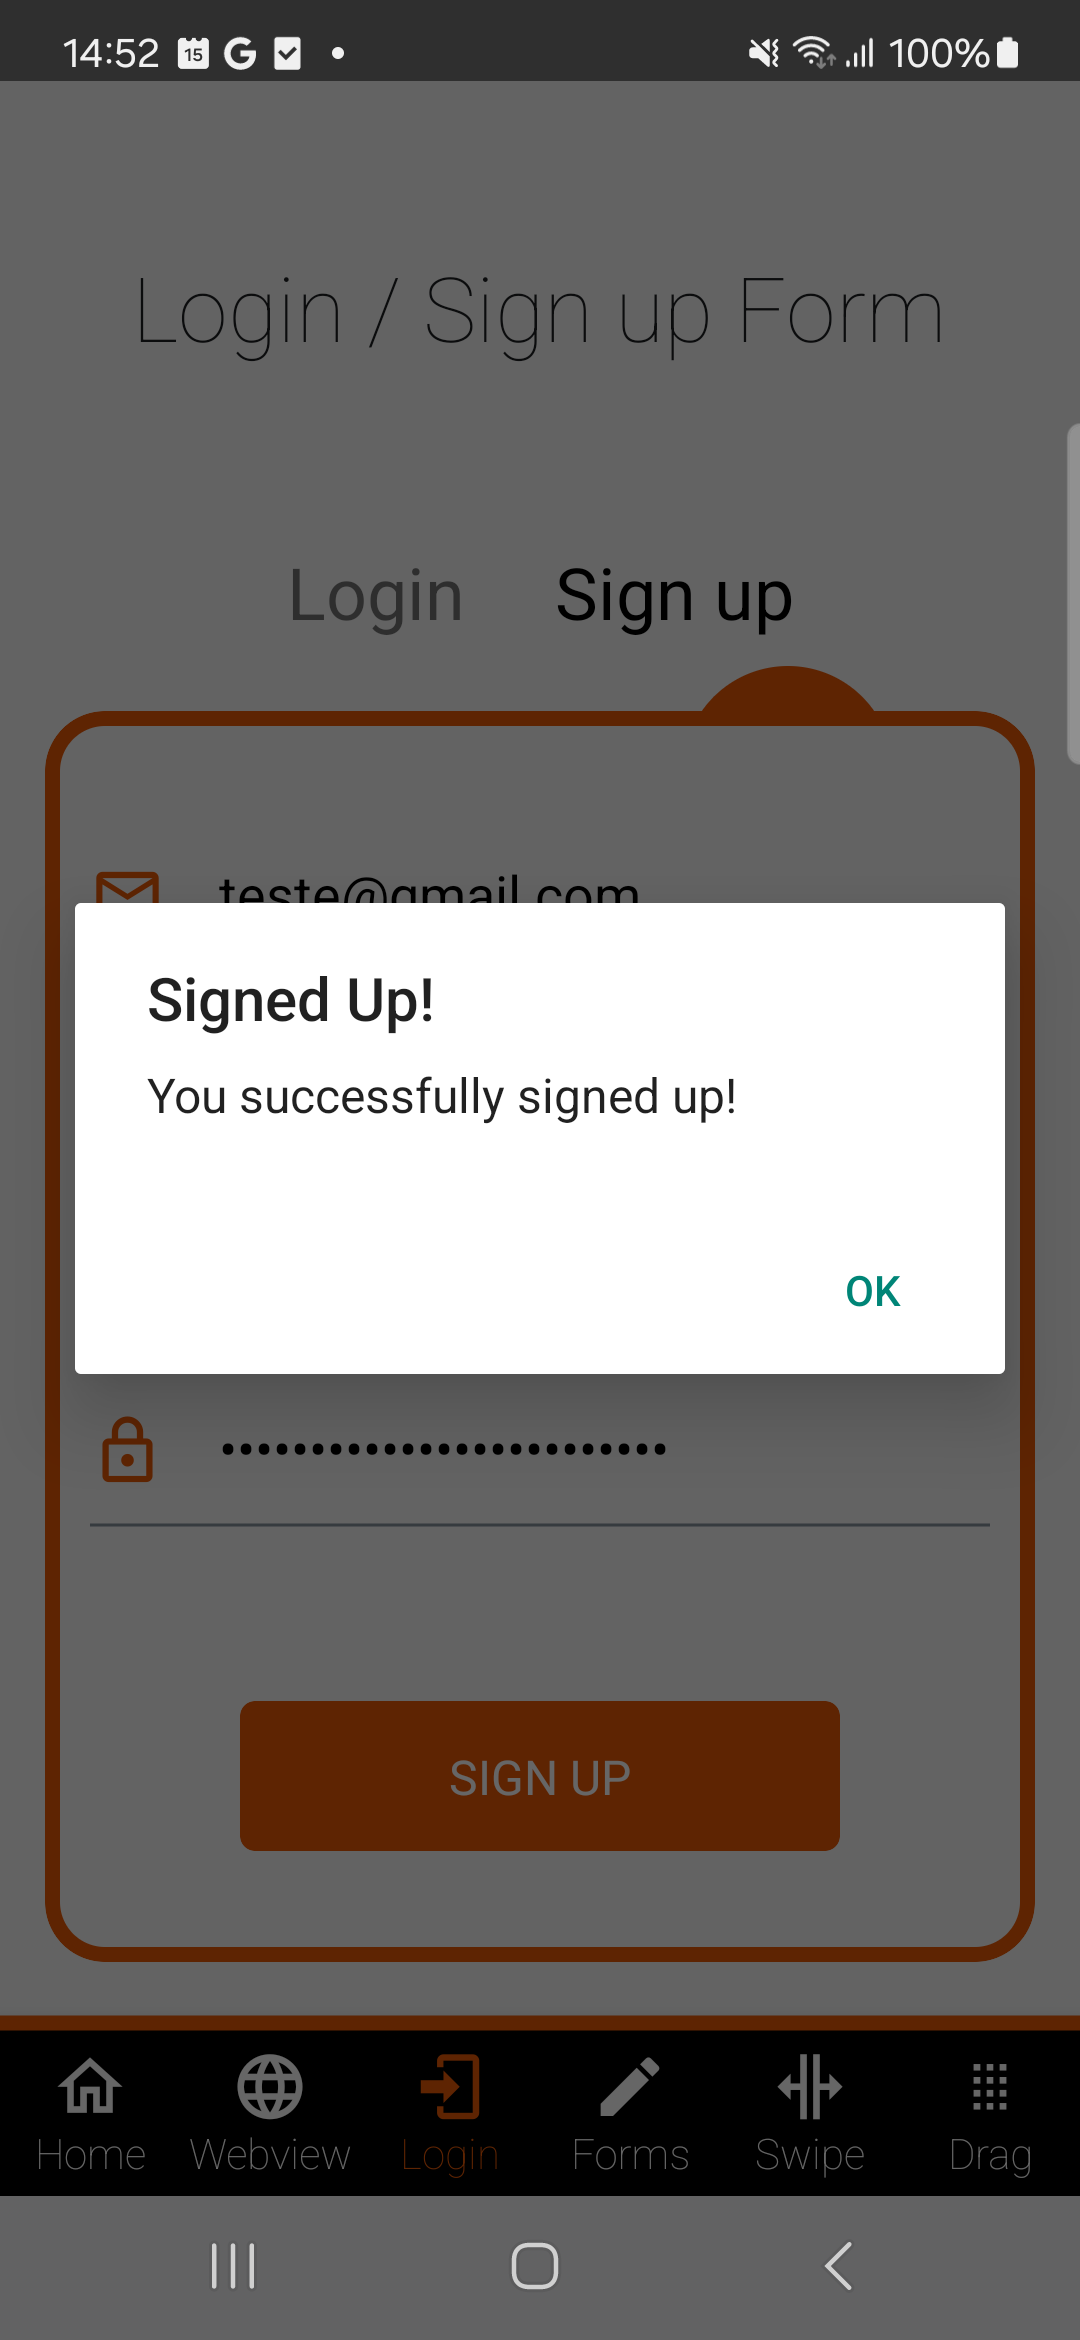 14:52 15 G 100%
Login / Sign up Form
Login Sign up
teste@gmail.com
Signed Up!
You successfully signed up!
OK
•••••••••••••••••••••••••
SIGN UP
Home Webview Login Forms Swipe Drag